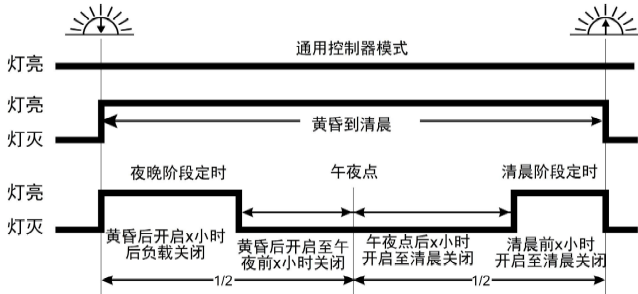 通用控制器模式
灯亮
灯亮
黄昏到清晨
灯灭
夜晚阶段定时
午夜点
清晨阶段定时
灯亮
灯灭
黄昏后开启x小时
后负载关闭
黄昏后开启至午
夜前x小时关闭
午夜点后x小时
开启至清晨关闭
清晨前x小时
开启至清晨关闭
1/2
1/2